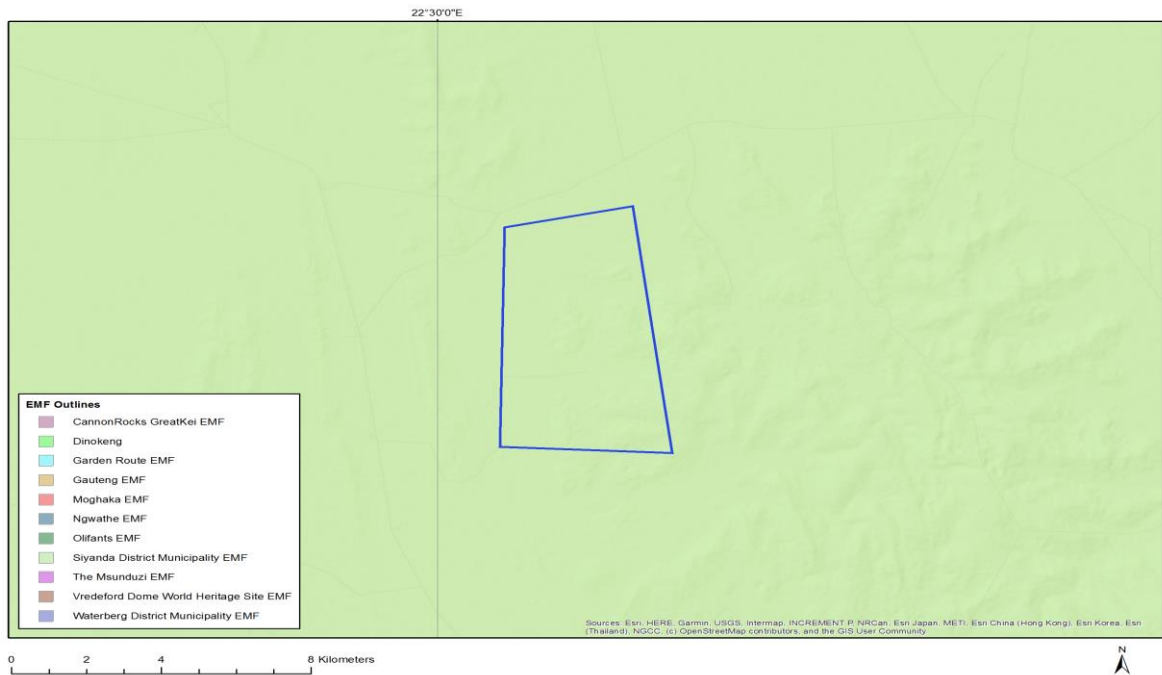 22°30'0"E
EMF Outlines
CannonRocks GreatKei EMF
Dinokeng
Garden Route EMF
Gauteng EMF
Moghaka EMF
Ngwathe EMF
Olifants EMF
Siyanda District Municipality EMF
The Msunduzi EMF
Vredeford Dome World Heritage Site EMF
Waterberg District Municipality EMF
Sources: Esri, HERE, Garmin, USGS, Intermap, INCREMENT P, NRCan, Esri Japan, METI, Esri China (Hong Kong), Esri Korea, Esri
(Thailand), NGCC, (c) OpenStreetMap contributors, and the GIS User Community
0 2 4 8 Kilometers
N